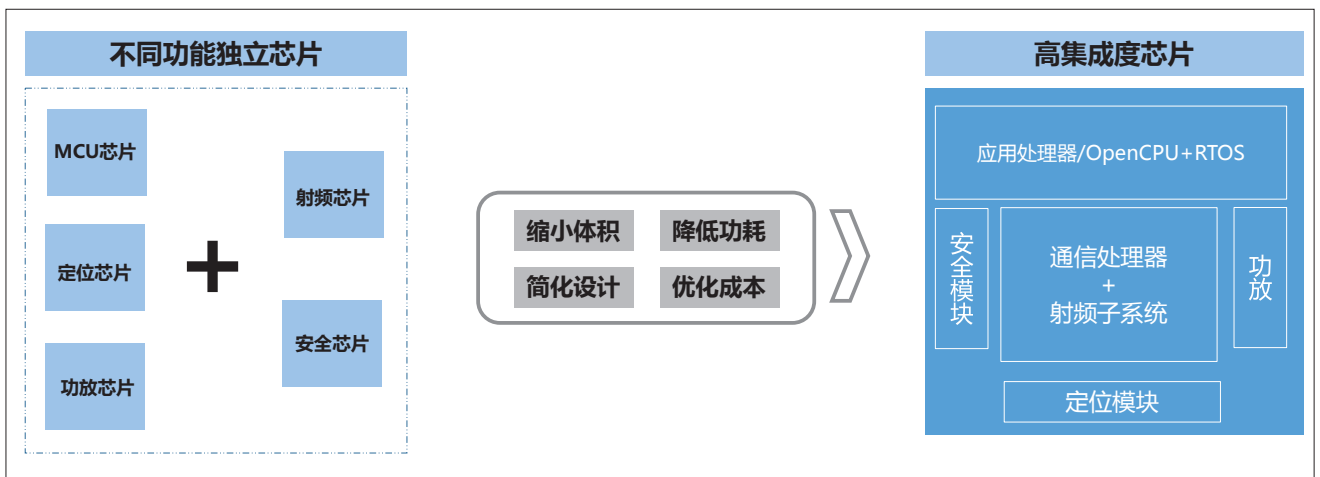 不同功能独立芯片
MCU芯片
定位芯片
功放芯片
+
射频芯片
安全芯片
缩小体积
降低功耗
简化设计
优化成本
高集成度芯片
应用处理器/OpenCPU+RTOS
安全模块
通信处理器
+
射频子系统
功放
定位模块